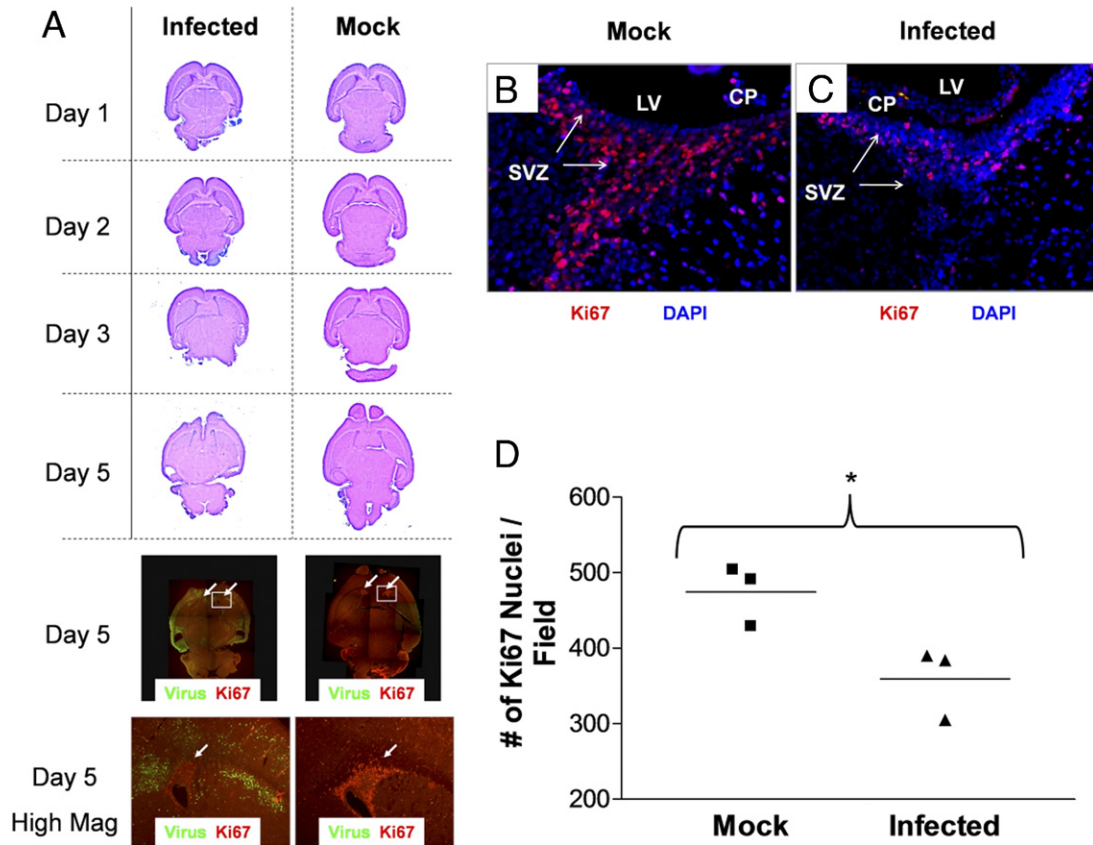 A
Infected Mock
Day 1
Day 2
Day 3
Day 5
Day 5
Virus Ki67 Virus Ki67
Day 5
High Mag
Virus Ki67 Virus Ki67
Mock Infected
B
LV
CP
SVZ
C
LV
CP
SVZ
Ki67 DAPI Ki67 DAPI
D
*
# of Ki67 Nuclei /
Field
600
500
400
300
200
Mock Infected